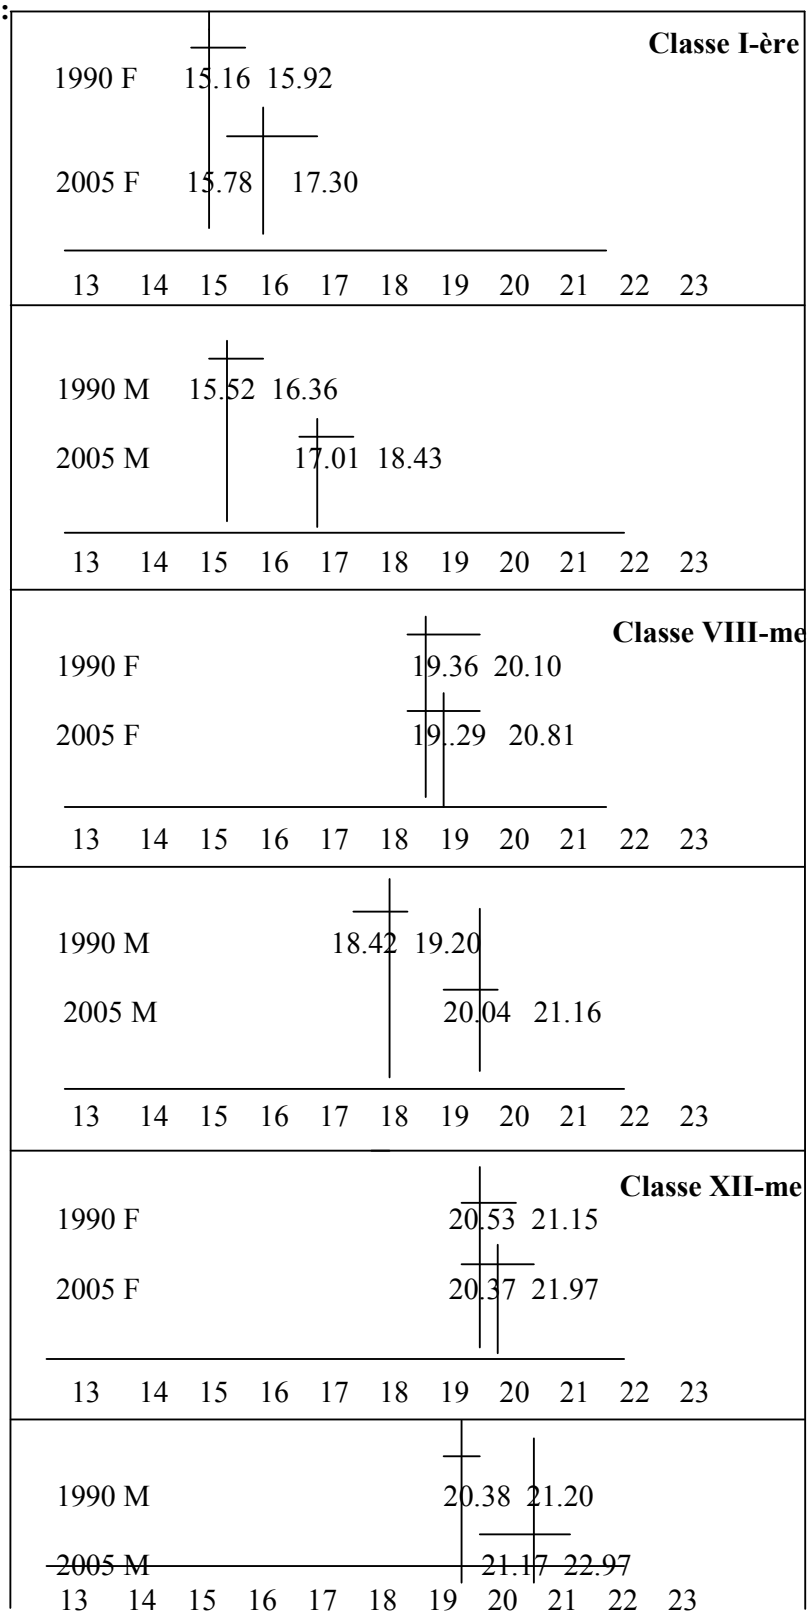 :
Classe I-ère
1990 F 15.16 15.92
2005 F 15.78 17.30
13 14 15 16 17 18 19 20 21 22 23
1990 M 15.52 16.36
2005 M 17.01 18.43
13 14 15 16 17 18 19 20 21 22 23
Classe VIII-me
1990 F 19.36 20.10
2005 F 19..29 20.81
13 14 15 16 17 18 19 20 21 22 23
1990 M 18.42 19.20
2005 M 20.04 21.16
13 14 15 16 17 18 19 20 21 22 23
Classe XII-me
1990 F 20.53 21.15
2005 F 20.37 21.97
13 14 15 16 17 18 19 20 21 22 23
1990 M 20.38 21.20
2005 M 21.17 22.97
13 14 15 16 17 18 19 20 21 22 23